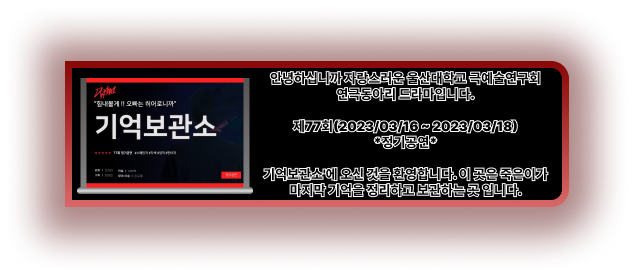 "힘내볼게 !! 오빠는 히어로니까"
기억보관소
안녕하십니까 자랑스러운 울산대학교 극예술연구회
연극동아리 드라마입니다.
제77회(2023/03/16 ~ 2023/03/18)
*정기공연*
기억보관소'에 오신 것을 환영합니다. 이 곳은 죽은이가
마지막 기억을 정리하고 보관하는 곳 입니다.